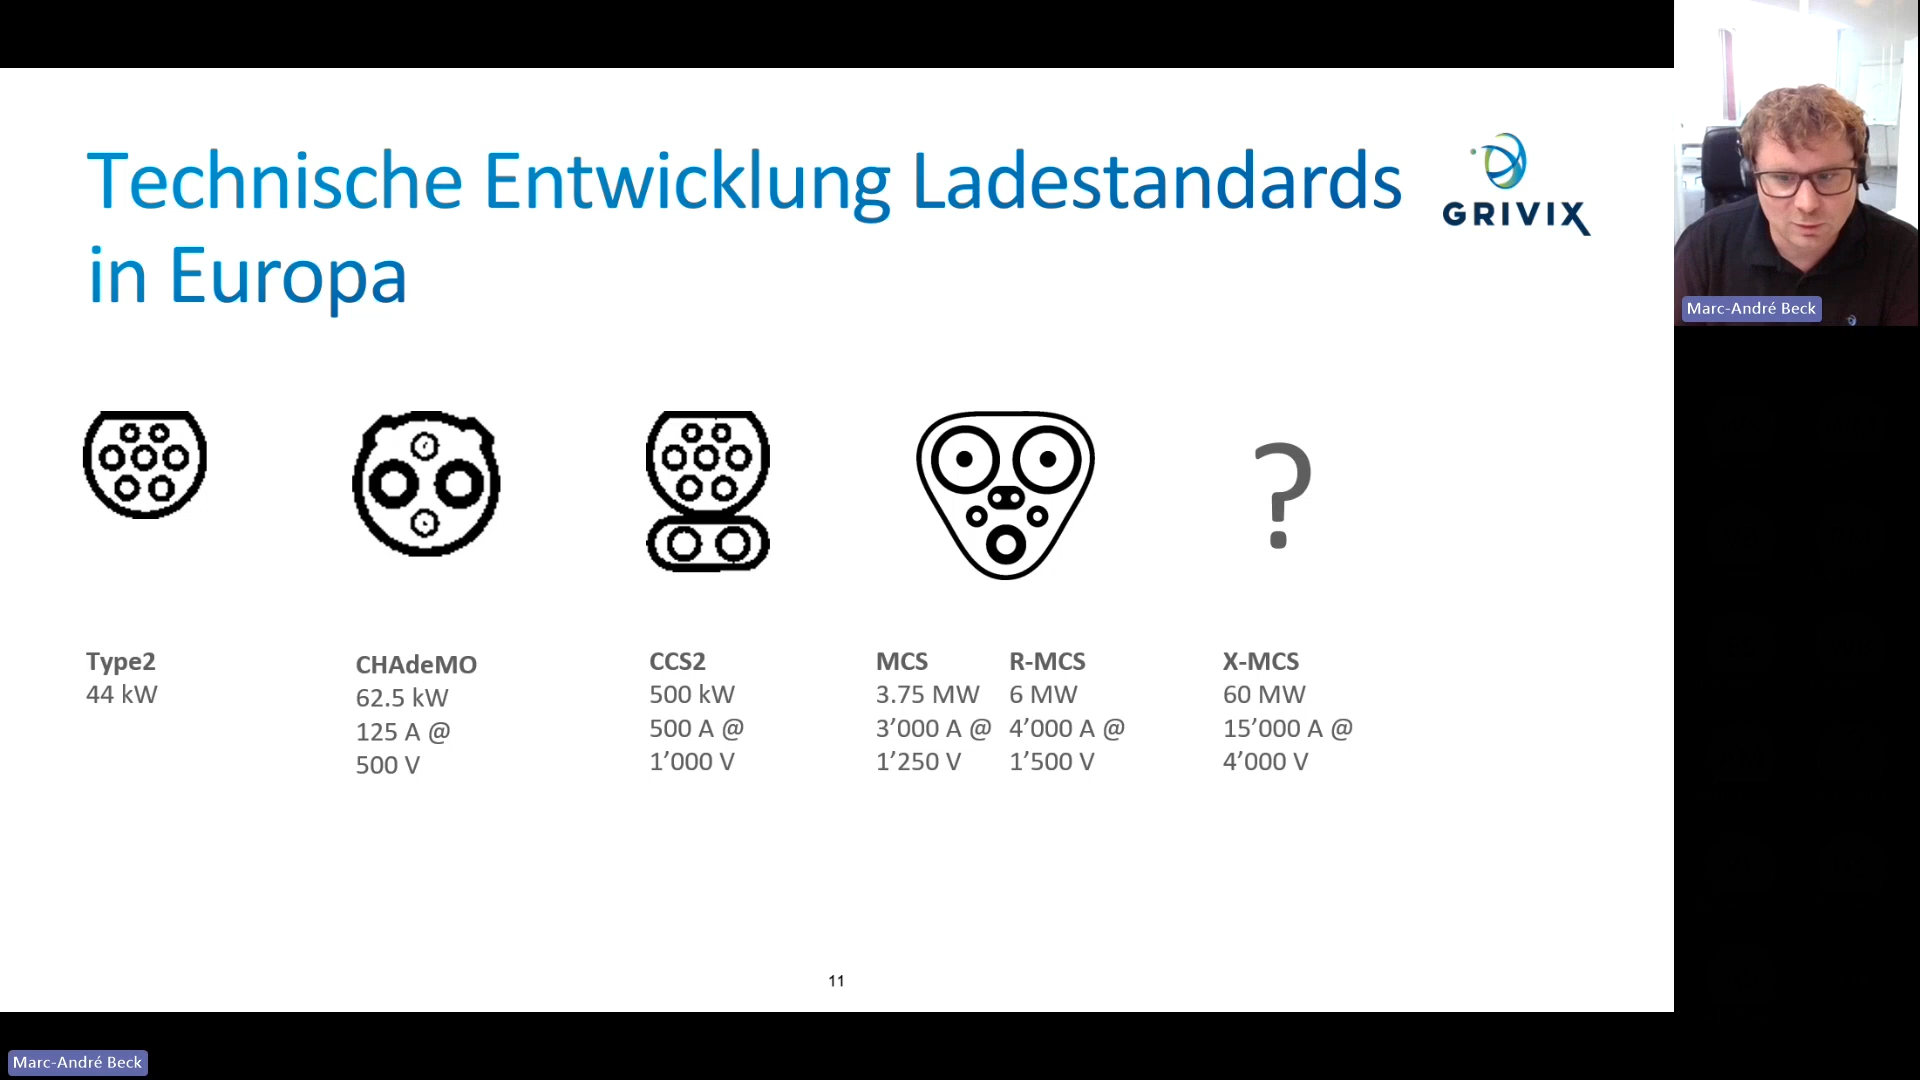 Technische Entwicklung Ladestandards
in Europa
GRIVIX
Marc-André Beck
?
Type2
44 kW
CHAdeMO
62.5 kW
125 A @
500 V
CCS2
500 kW
500 A @
1’000 V
MCS
3.75 MW
3’000 A @
1’250 V
R-MCS
6 MW
4’000 A @
1’500 V
X-MCS
60 MW
15’000 A @
4’000 V
11
Marc-André Beck